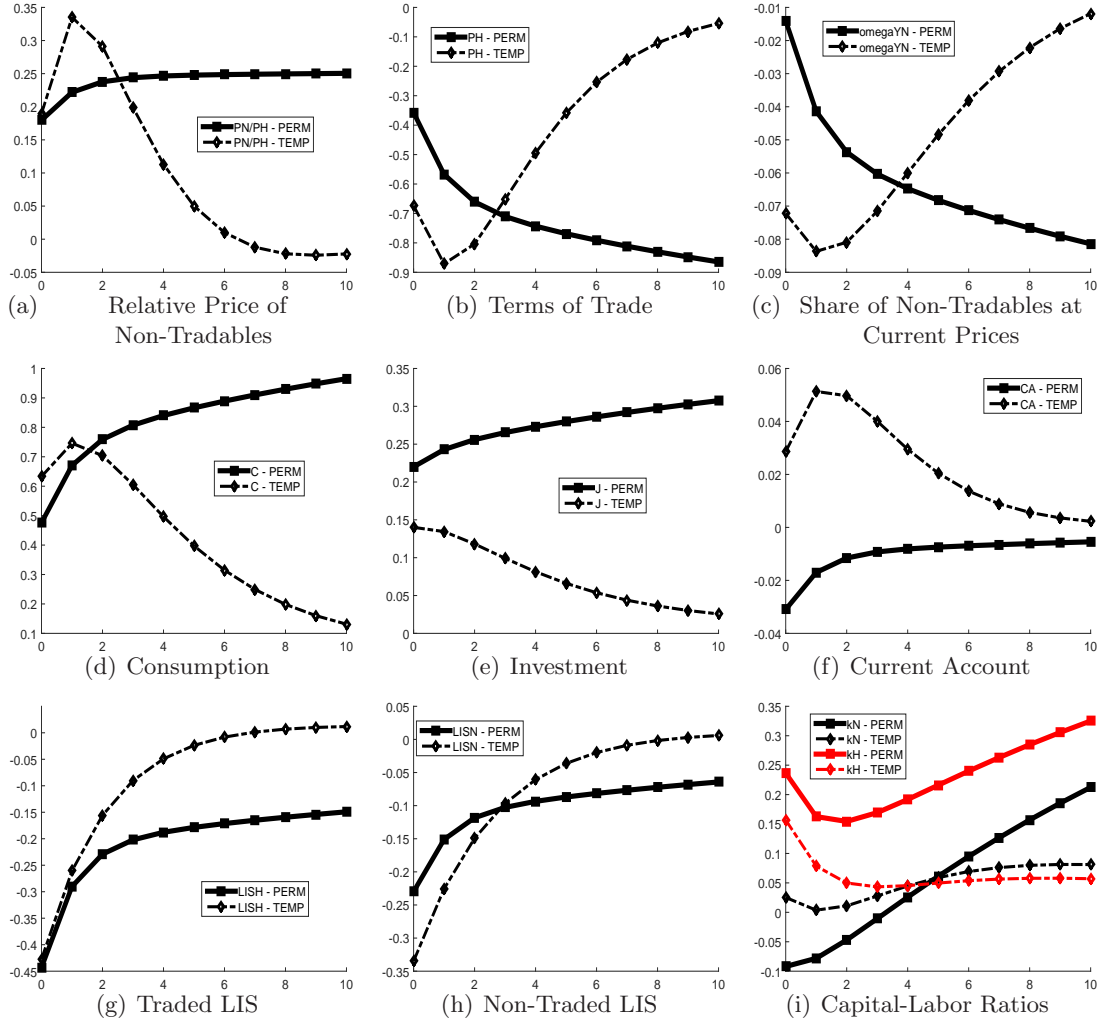 0.35
0.3
0.25
0.2
0.15
0.1
0.05
0
-0.05
0 2 4 6 8 10
PN/PH - PERM
PN/PH - TEMP
(a) Relative Price of
Non-Tradables
0
-0.1
-0.2
-0.3
-0.4
-0.5
-0.6
-0.7
-0.8
-0.9
0 2 4 6 8 10
PH - PERM
PH - TEMP
(b) Terms of Trade
-0.01
-0.02
-0.03
-0.04
-0.05
-0.06
-0.07
-0.08
-0.09
0 2 4 6 8 10
omegaYN - PERM
omegaYN - TEMP
(c) Share of Non-Tradables at
Current Prices
1
0.9
0.8
0.7
0.6
0.5
0.4
0.3
0.2
0.1
0 2 4 6 8 10
C - PERM
C - TEMP
(d) Consumption
0.35
0.3
0.25
0.2
0.15
0.1
0.05
0
0 2 4 6 8 10
J - PERM
J - TEMP
(e) Investment
0.06
0.04
0.02
0
-0.02
-0.04
0 2 4 6 8 10
CA - PERM
CA - TEMP
(f) Current Account
0
-0.05
-0.1
-0.15
-0.2
-0.25
-0.3
-0.35
-0.4
-0.45
0 2 4 6 8 10
LISH - PERM
LISH - TEMP
(g) Traded LIS
0.05
0
-0.05
-0.1
-0.15
-0.2
-0.25
-0.3
-0.35
0 2 4 6 8 10
LISN - PERM
LISN - TEMP
(h) Non-Traded LIS
0.35
0.3
0.25
0.2
0.15
0.1
0.05
0
-0.05
-0.1
0 2 4 6 8 10
kN - PERM
kN - TEMP
kH - PERM
kH - TEMP
(i) Capital-Labor Ratios